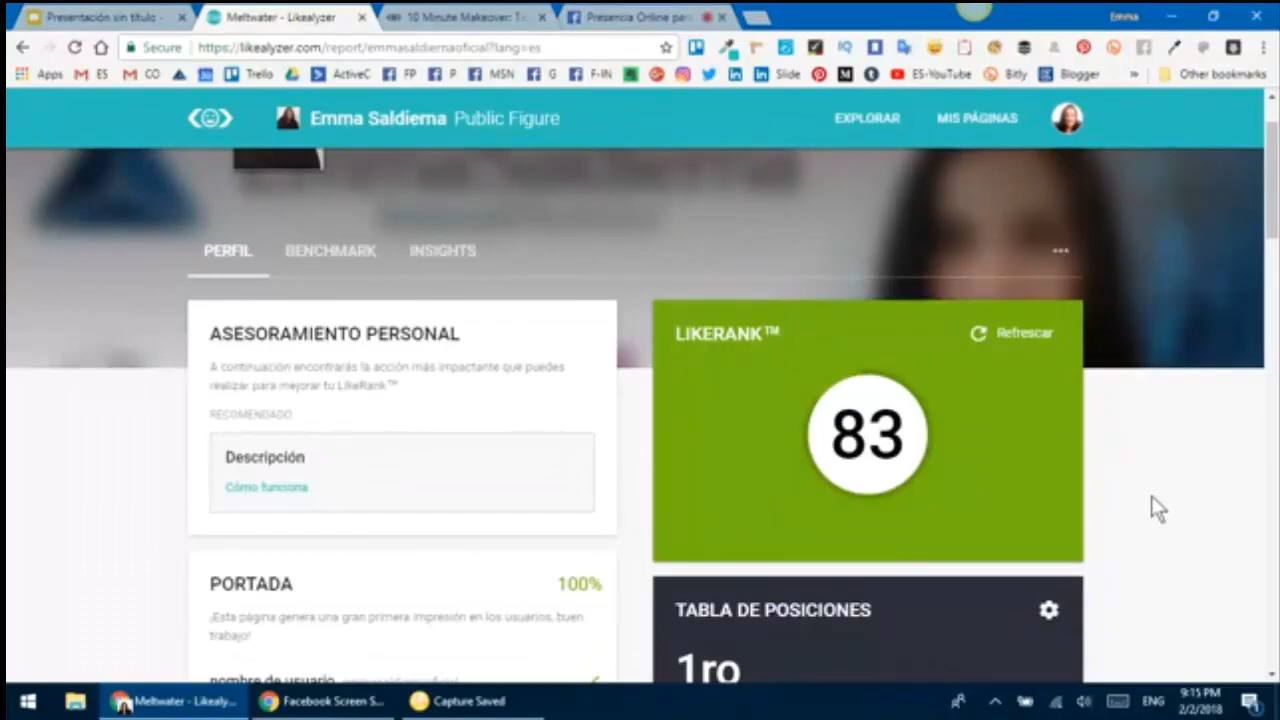 Presentación sin título -
Meltwater - Likealyzer
10 Minute Makeover: 1:
Presencia Online par
Emma
Secure
https://likealyzer.com/report/emmasaldiernaoficial?lang=es
Apps
ES
CO
Trello
ActiveC
FP
P
MSN
G
F-IN
Slide
ES-YouTube
Bitly
Blogger
»
Other bookmarks
Emma Saldierna Public Figure
EXPLORAR
MIS PÁGINAS
PERFIL
BENCHMARK
INSIGHTS
ASESORAMIENTO PERSONAL
A continuación encontrarás la acción más impactante que puedes
realizar para mejorar tu LikeRank™
RECOMENDADO
Descripción
Cómo funciona
LIKERANK™
Refrescar
83
PORTADA
100%
¡Esta página genera una gran primera impresión en los usuarios, buen
trabajo!
nombre de usuario emmasaldiernaoficial
TABLA DE POSICIONES
1ro
Meltwater - Likealy...
Facebook Screen S...
Capture Saved
ENG
9:15 PM
2/2/2018